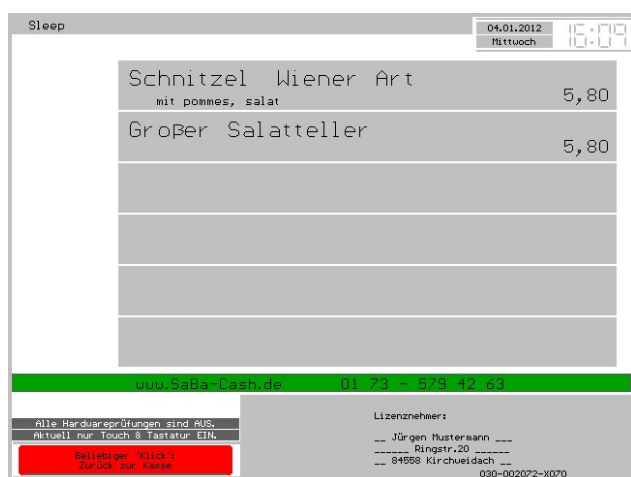 Sleep
04.01.2012
Mittwoch
16:09
Schnitzel Wiener Art
mit pommes, salat
5,80
Großer Salatteller
5,80
www.SaBa-Cash.de 01 73 - 579 42 63
Alle Hardwareprüfungen sind AUS.
Aktuell nur Touch & Tastatur EIN.
Beliebiger 'Klick':
Zurück zur Kasse
Lizenznehmer:
__ Jürgen Mustermann ___
______ Ringstr.20 ______
__ 84558 Kirchweidach __
030-002072-X070